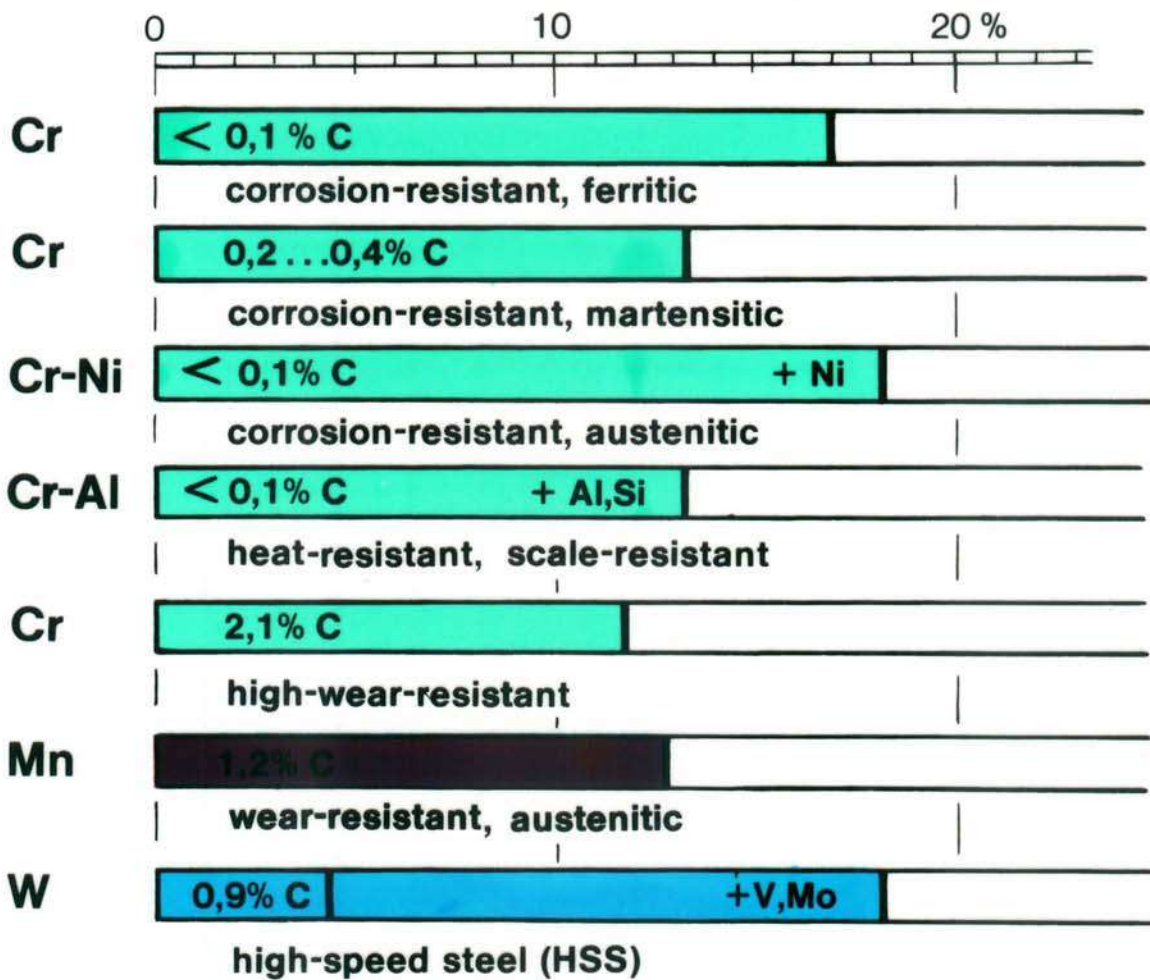 0 10 20 %
Cr < 0,1 % C
corrosion-resistant, ferritic
Cr 0,2 ...0,4% C
corrosion-resistant, martensitic
Cr-Ni < 0,1% C + Ni
corrosion-resistant, austenitic
Cr-Al < 0,1% C + Al,Si
heat-resistant, scale-resistant
Cr 2,1% C
high-wear-resistant
Mn 1,2% C
wear-resistant, austenitic
W 0,9% C +V,Mo
high-speed steel (HSS)